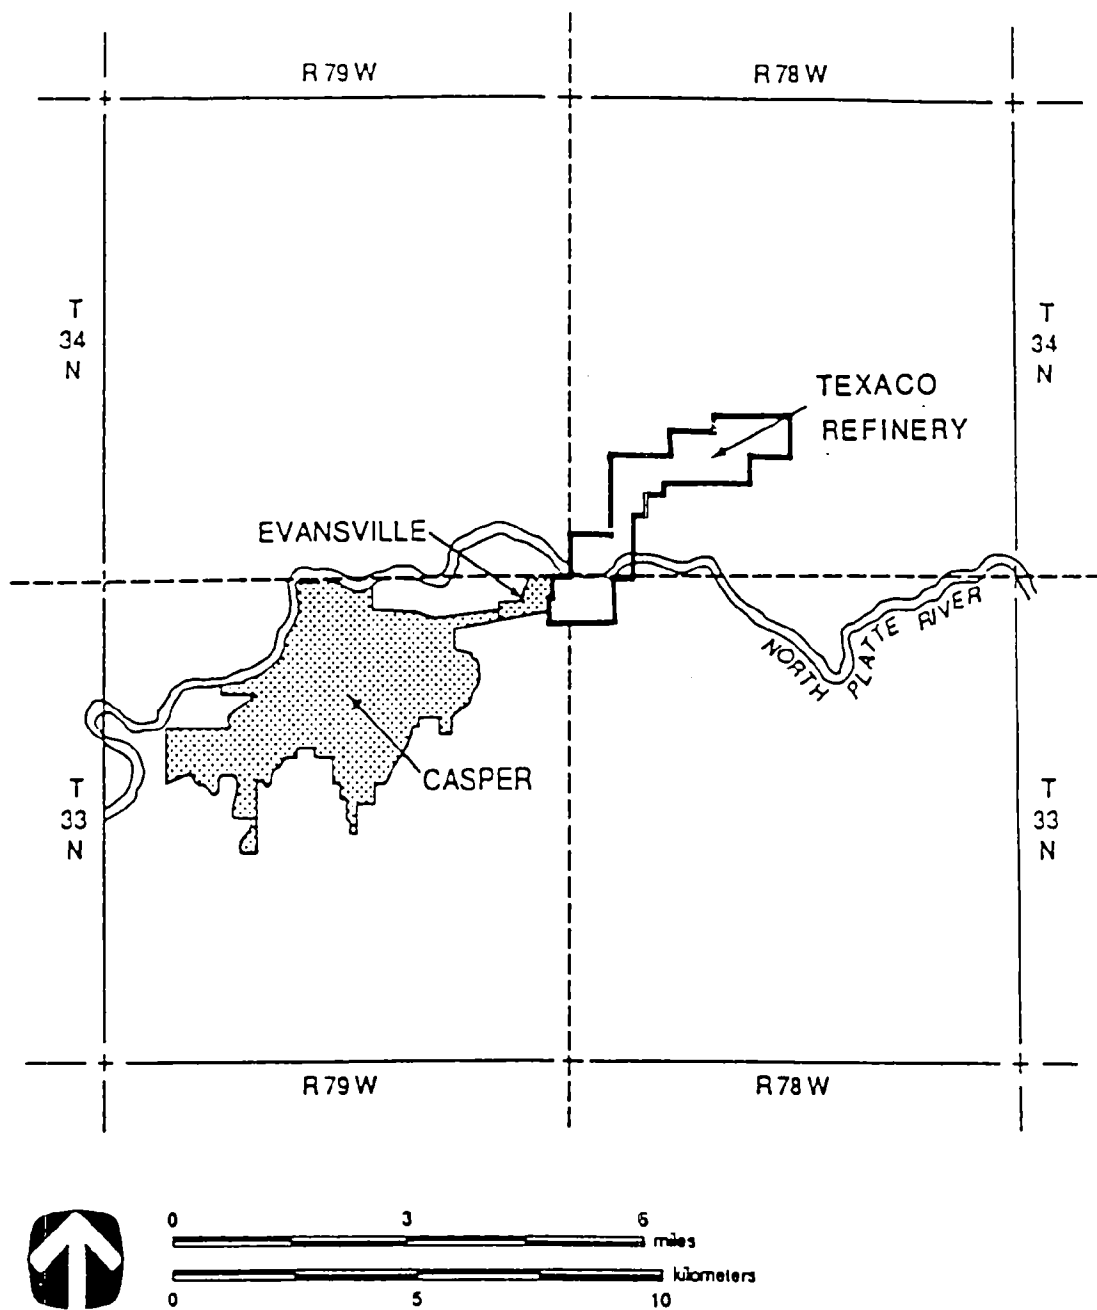 R 79 W
R 78 W
T
34
N
T
34
N
TEXACO
REFINERY
EVANSVILLE
NORTH PLATTE RIVER
CASPER
T
33
N
T
33
N
R 79 W
R 78 W
0 3 6
miles
kilometers
0 5 10